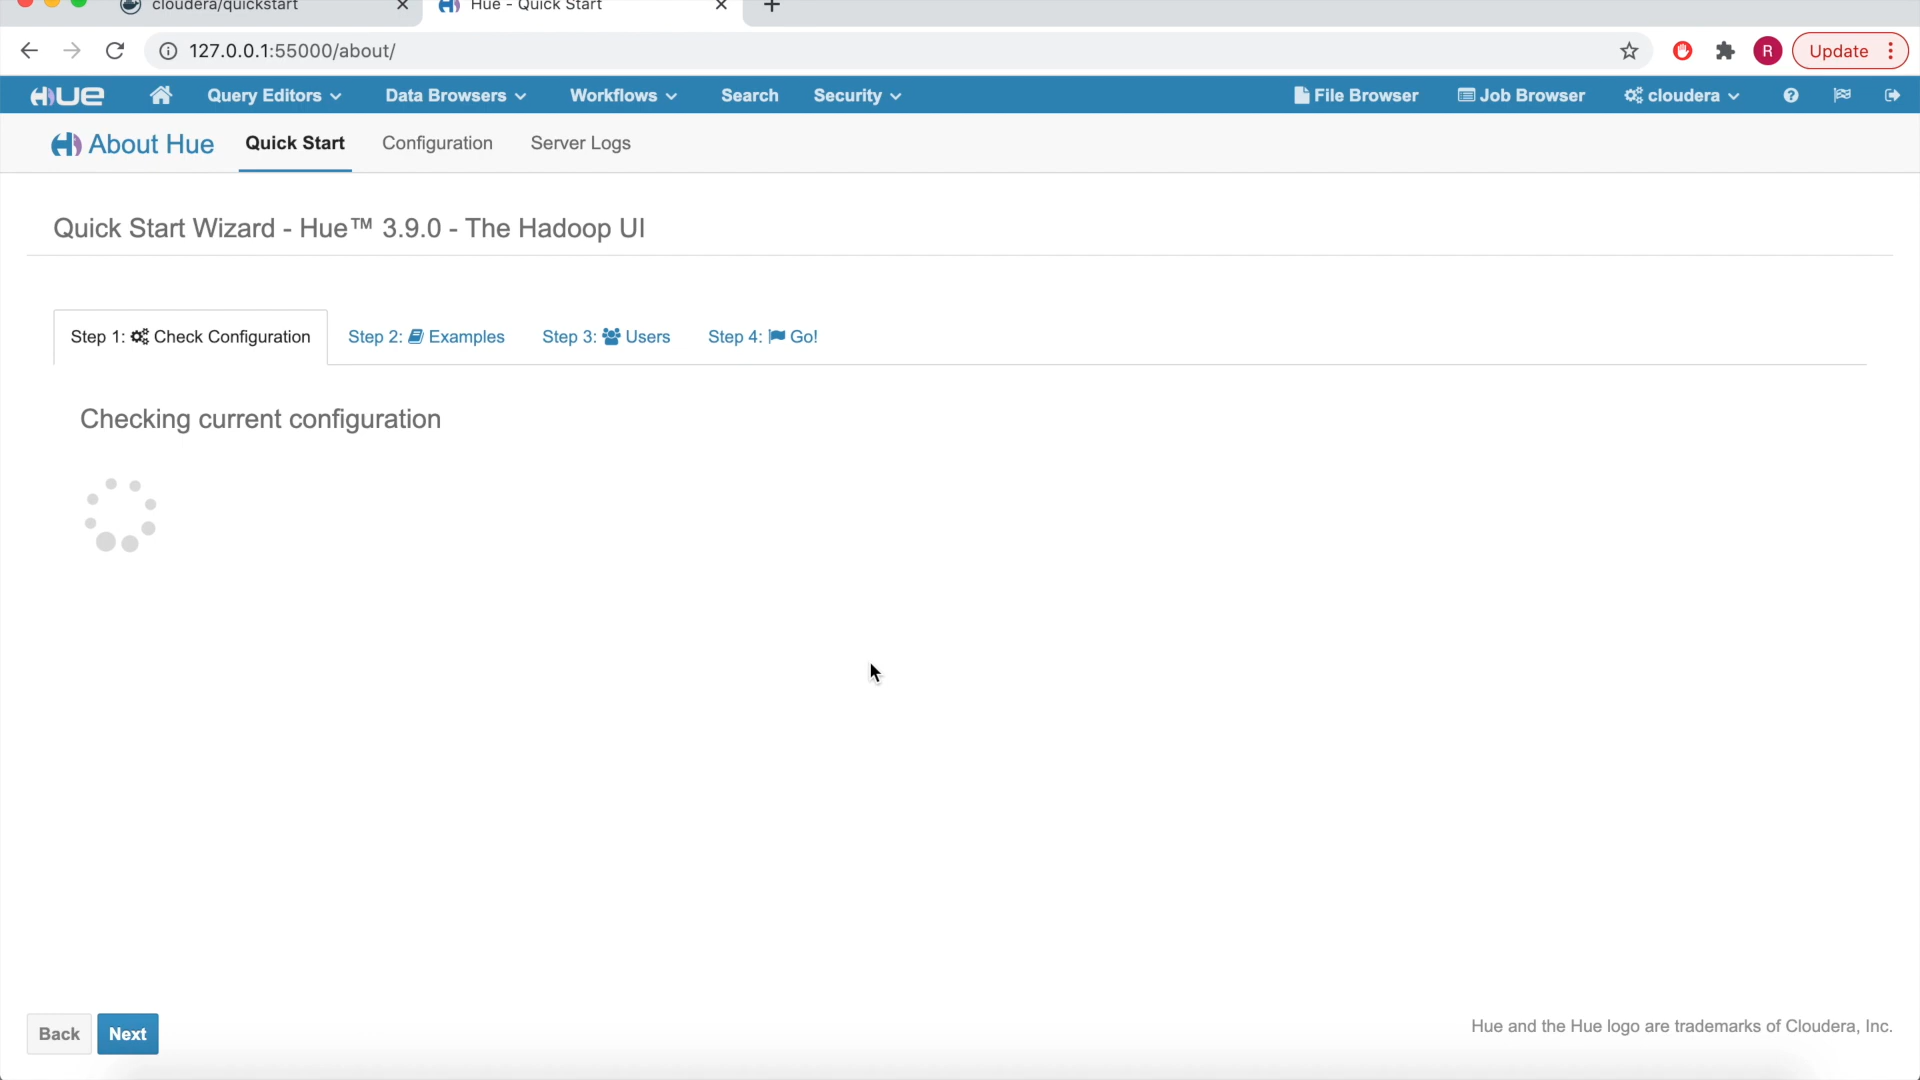 cloudera/quickstart
Hue - Quick Start
127.0.0.1:55000/about/
R
Update
HUE
Query Editors
Data Browsers
Workflows
Search
Security
File Browser
Job Browser
cloudera
About Hue
Quick Start
Configuration
Server Logs
Quick Start Wizard - Hue™ 3.9.0 - The Hadoop UI
Step 1: Check Configuration
Step 2: Examples
Step 3: Users
Step 4: Go!
Checking current configuration
Back
Next
Hue and the Hue logo are trademarks of Cloudera, Inc.